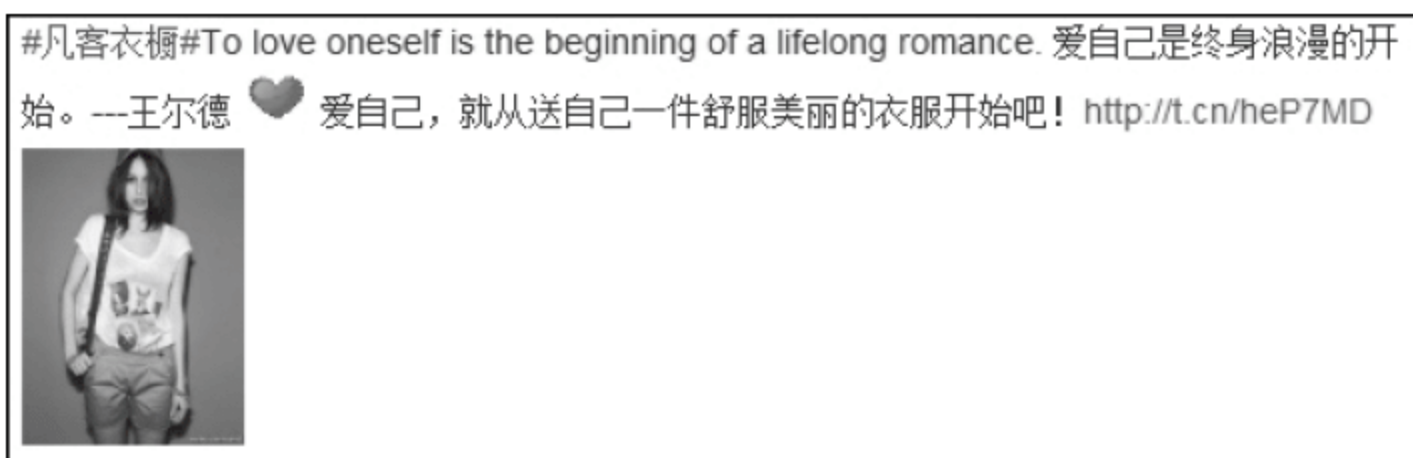 #凡客衣橱#To love oneself is the beginning of a lifelong romance. 爱自己是终身浪漫的开
始。---王尔德 爱自己，就从送自己一件舒服美丽的衣服开始吧！http://t.cn/heP7MD